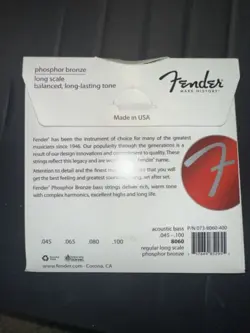 phosphor bronze
long scale
balanced, long-lasting tone
Fender
MAKE HISTORY
Made in USA
Fender has been the instrument of choice for many of the greatest
musicians since 1946. Our popularity through the generations is a
result of our design innovations and commitment to quality. These
strings reflect this legacy and are worthy of the Fender name.
Attention to detail and the finest
you will get the best feeling and greatest sounding set after set.
Fender Phosphor Bronze bass strings deliver rich, warm tone
with complex harmonics, excellent highs and long life.
.045 .065 .080 .100
acoustic bass
.045-.100
8060
regular long scale
phosphor bronze
P/N 073-8060-400
www.fender.com - Corona, CA